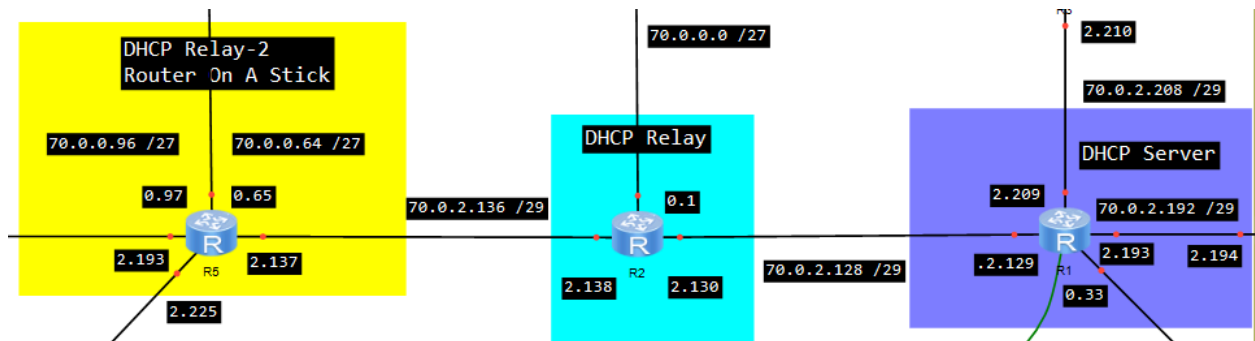 R3
2.210
70.0.0.0 /27
DHCP Relay-2
Router On A Stick
70.0.2.208 /29
DHCP Relay
DHCP Server
70.0.0.96 /27
70.0.0.64 /27
0.97
0.65
0.1
2.209
70.0.2.136 /29
70.0.2.192 /29
R
R
R
2.193
R5
2.137
R2
70.0.2.128 /29
.2.129
R1
2.193
2.194
2.138
2.130
0.33
2.225